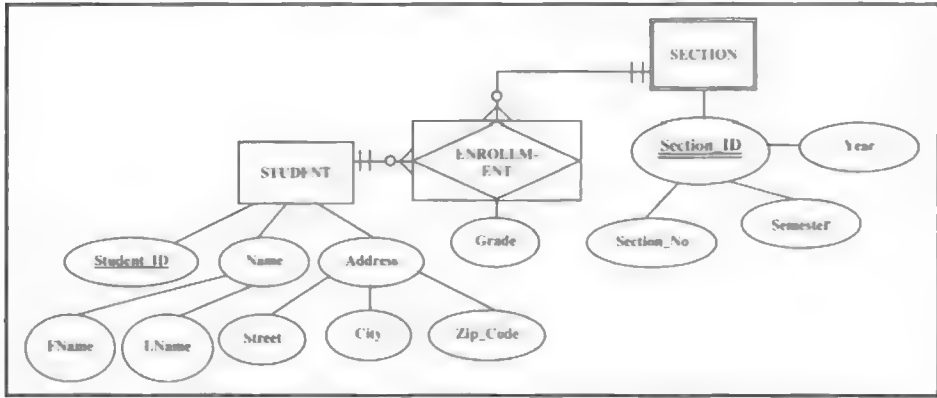 SECTION
ENROLLM-
ENT
STUDENT
Section_ID
Year
Grade
Section_No
Semester
Student_ID
Name
Address
FName
LName
Street
City
Zip_Code